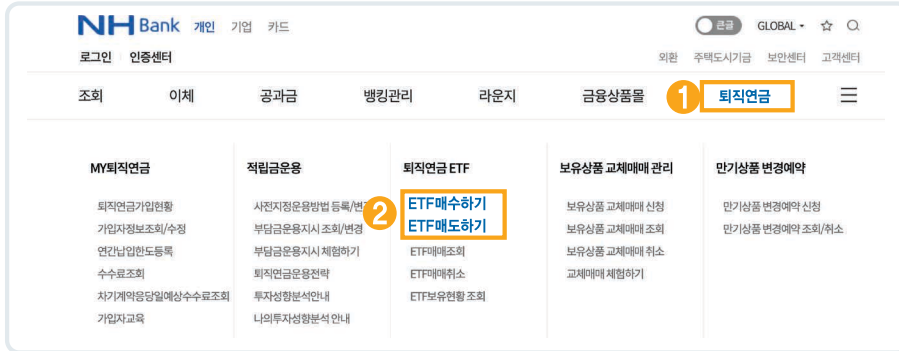 NH Bank 개인 기업 카드 큰글 GLOBAL
로그인 인증센터 외환 주택도시기금 보안센터 고객센터
조회 이체 공과금 뱅킹관리 라운지 금융상품몰 1 퇴직연금
MY퇴직연금
퇴직연금가입현황
가입자정보조회/수정
연간납입한도등록
수수료조회
차기계약응당일예상수수료조회
가입자교육
적립금운용
사전지정운용방법 등록/변
부담금운용지시 조회/변경
부담금운용지시 체험하기
퇴직연금운용전략
투자성향분석안내
나의투자성향분석 안내
퇴직연금 ETF
2
ETF매수하기
ETF매도하기
ETF매매조회
ETF매매취소
ETF보유현황 조회
보유상품 교체매매 관리
보유상품 교체매매 신청
보유상품 교체매매 조회
보유상품 교체매매 취소
교체매매 체험하기
만기상품 변경예약
만기상품 변경예약 신청
만기상품 변경예약 조회/취소